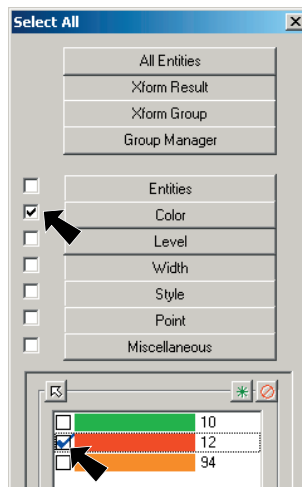 Select All
All Entities
Xform Result
Xform Group
Group Manager
Entities
Color
Level
Width
Style
Point
Miscellaneous
10
12
94